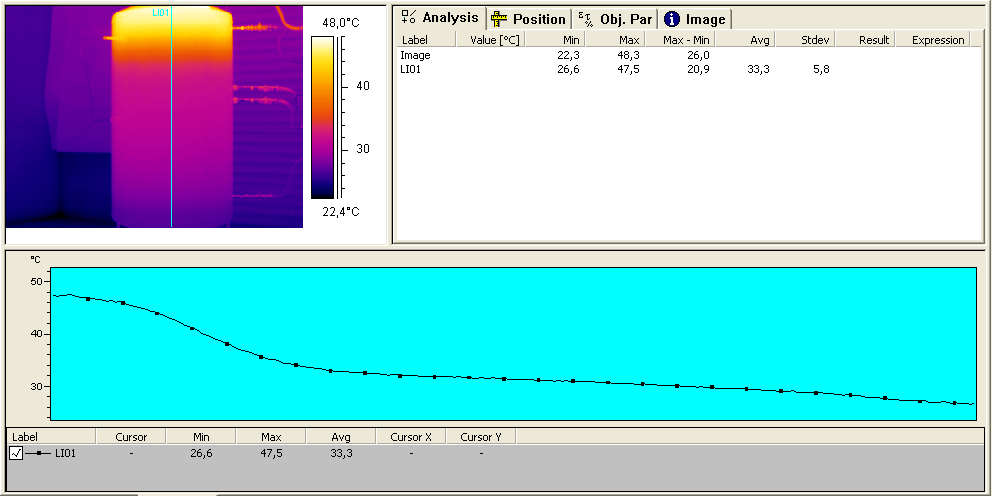 LI01
48,0°C
40
30
22,4°C
Analysis Position Obj. Par Image
Label Value [°C] Min Max Max - Min Avg Stdev Result Expression
Image 22,3 48,3 26,0
LI01 26,6 47,5 20,9 33,3 5,8
°C
50
40
30
Label Cursor Min Max Avg Cursor X Cursor Y
LI01 - 26,6 47,5 33,3 - -